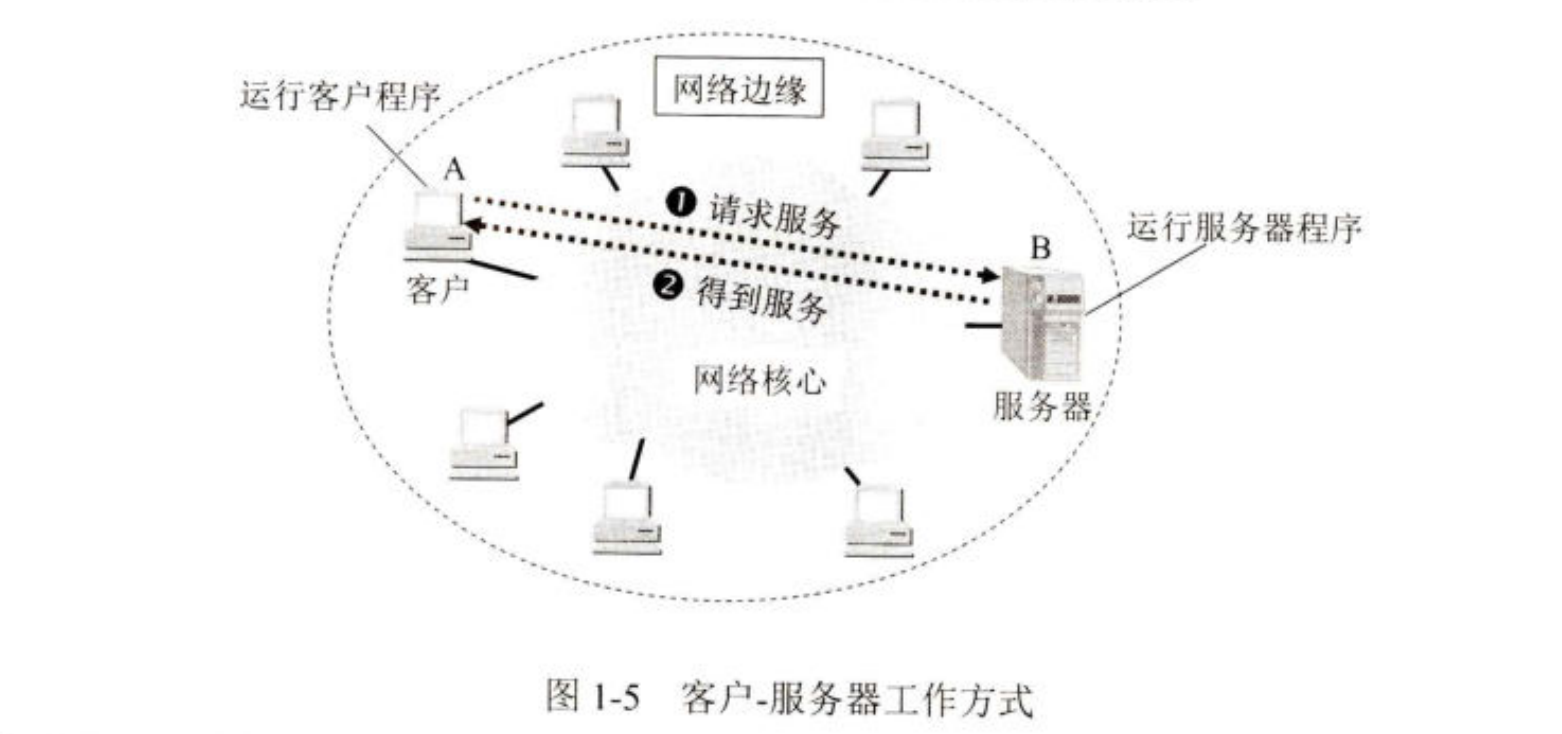 网络边缘
运行客户程序
A
❶ 请求服务
运行服务器程序
B
❷ 得到服务
客户
网络核心
服务器
图 1-5 客户-服务器工作方式